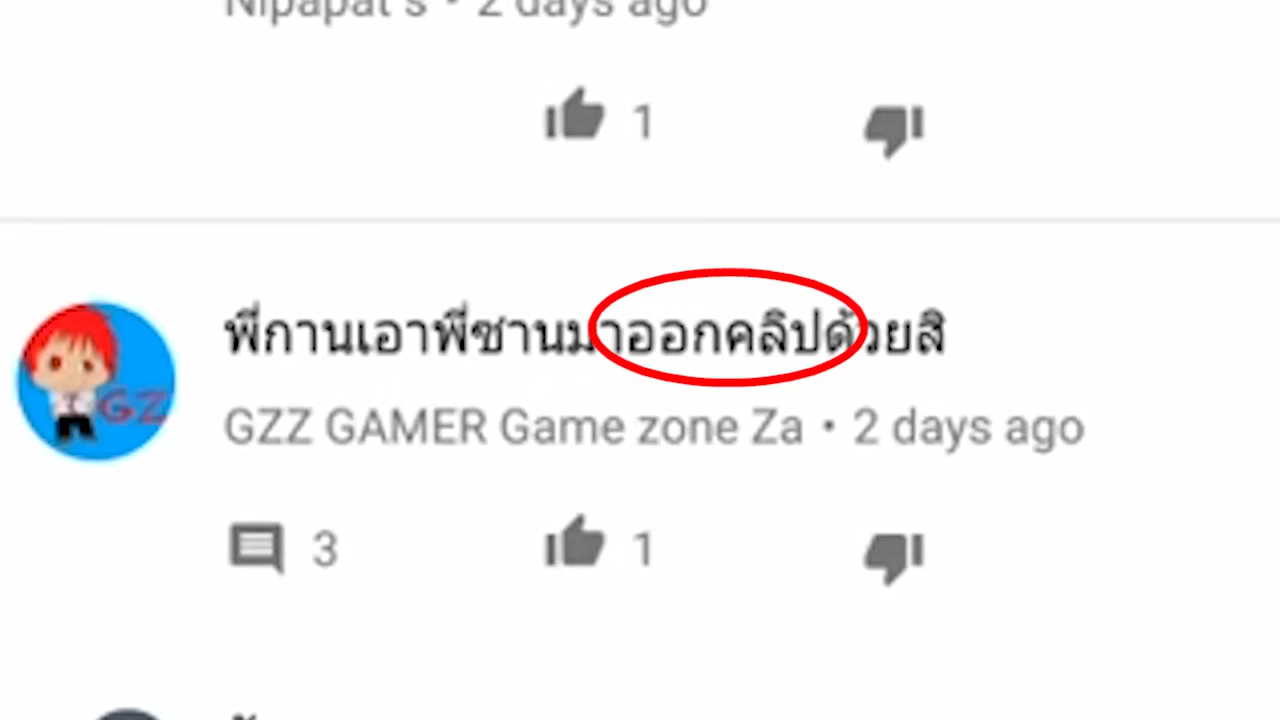 Nipapat s • 2 days ago
1
พี่กานเอาพี่ซานมาออกคลิปด้วยสิ
GZ
GZZ GAMER Game zone Za • 2 days ago
3 1